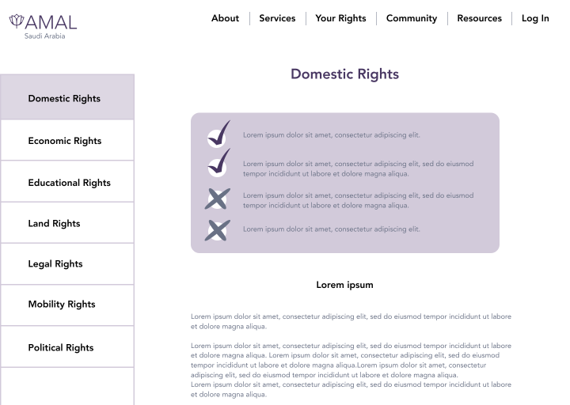 AMAL
Saudi Arabia
About
Services
Your Rights
Community
Resources
Log In
Domestic Rights
Economic Rights
Educational Rights
Land Rights
Legal Rights
Mobility Rights
Political Rights
Domestic Rights
Lorem ipsum dolor sit amet, consectetur adipiscing elit.
Lorem ipsum dolor sit amet, consectetur adipiscing elit, sed do eiusmod
tempor incididunt ut labore et dolore magna aliqua.
Lorem ipsum dolor sit amet, consectetur adipiscing elit, sed do eiusmod
tempor incididunt ut labore et dolore magna aliqua.
Lorem ipsum dolor sit amet, consectetur adipiscing elit.
Lorem ipsum
Lorem ipsum dolor sit amet, consectetur adipiscing elit, sed do eiusmod tempor incididunt ut labore
et dolore magna aliqua.
Lorem ipsum dolor sit amet, consectetur adipiscing elit, sed do eiusmod tempor incididunt ut labore
et dolore magna aliqua. Lorem ipsum dolor sit amet, consectetur adipiscing elit, sed do eiusmod
tempor incididunt ut labore et dolore magna aliqua.Lorem ipsum dolor sit amet, consectetur
adipiscing elit, sed do eiusmod tempor incididunt ut labore et dolore magna aliqua.
Lorem ipsum dolor sit amet, consectetur adipiscing elit, sed do eiusmod tempor incididunt ut labore
et dolore magna aliqua.